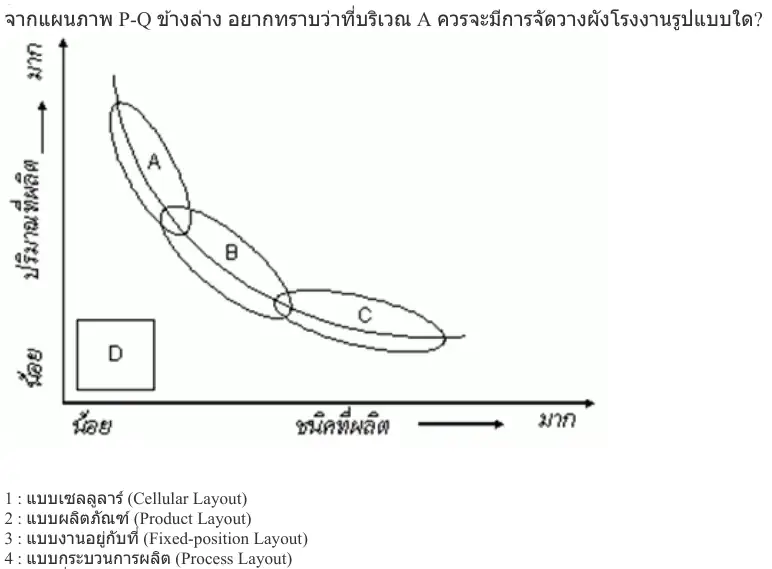 จากแผนภาพ P-Q ข้างล่าง อยากทราบว่าที่บริเวณ A ควรจะมีการจัดวางผังโรงงานรูปแบบใด?
มาก
ปริมาณที่ผลิต
น้อย
A
B
C
D
น้อย
ชนิดที่ผลิต
มาก
1 : แบบเซลลูลาร์ (Cellular Layout)
2 : แบบผลิตภัณฑ์ (Product Layout)
3 : แบบงานอยู่กับที่ (Fixed-position Layout)
4 : แบบกระบวนการผลิต (Process Layout)